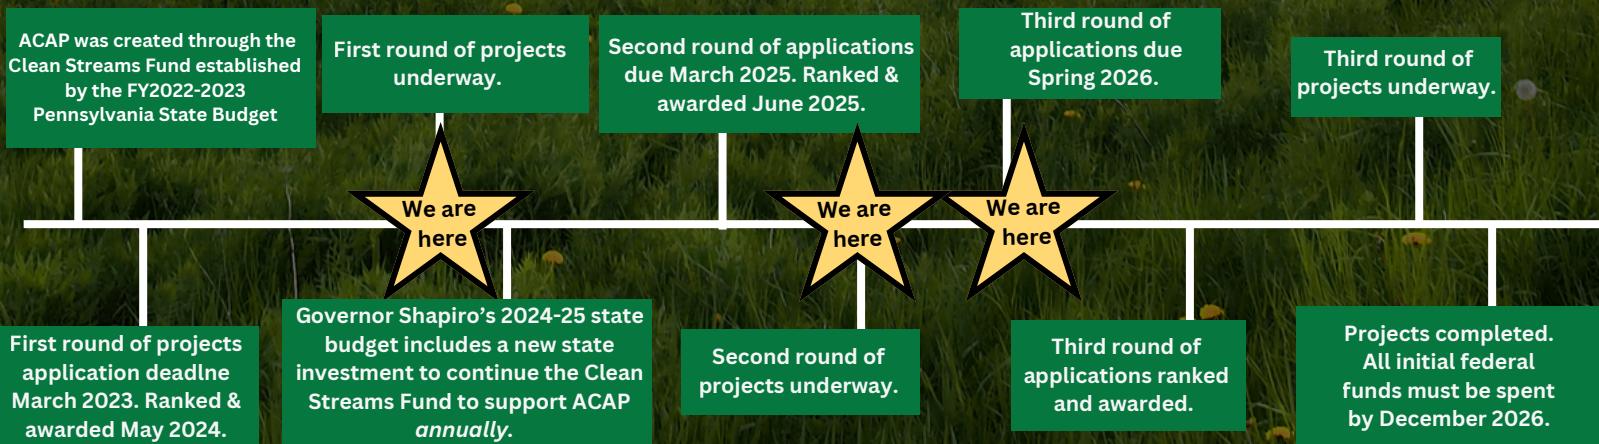 ACAP was created through the
Clean Streams Fund established
by the FY2022-2023
Pennsylvania State Budget
First round of projects
underway.
Second round of applications
due March 2025. Ranked &
awarded June 2025.
Third round of
applications due
Spring 2026.
Third round of
projects underway.
We are
here
We are
here
We are
here
First round of projects
application deadlne
March 2023. Ranked &
awarded May 2024.
Governor Shapiro’s 2024-25 state
budget includes a new state
investment to continue the Clean
Streams Fund to support ACAP
annually.
Second round of
projects underway.
Third round of
applications ranked
and awarded.
Projects completed.
All initial federal
funds must be spent
by December 2026.